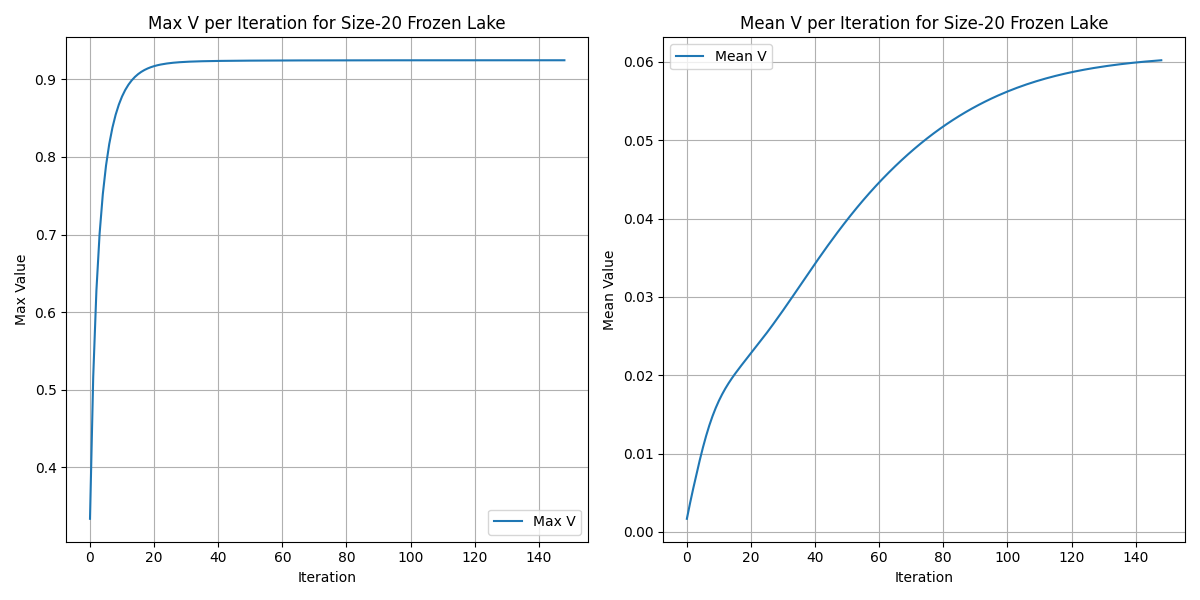 Max V per Iteration for Size-20 Frozen Lake
Max Value
0.9
0.8
0.7
0.6
0.5
0.4
0 20 40 60 80 100 120 140
Iteration
Max V
Mean V per Iteration for Size-20 Frozen Lake
Mean V
Mean Value
0.06
0.05
0.04
0.03
0.02
0.01
0.00
0 20 40 60 80 100 120 140
Iteration